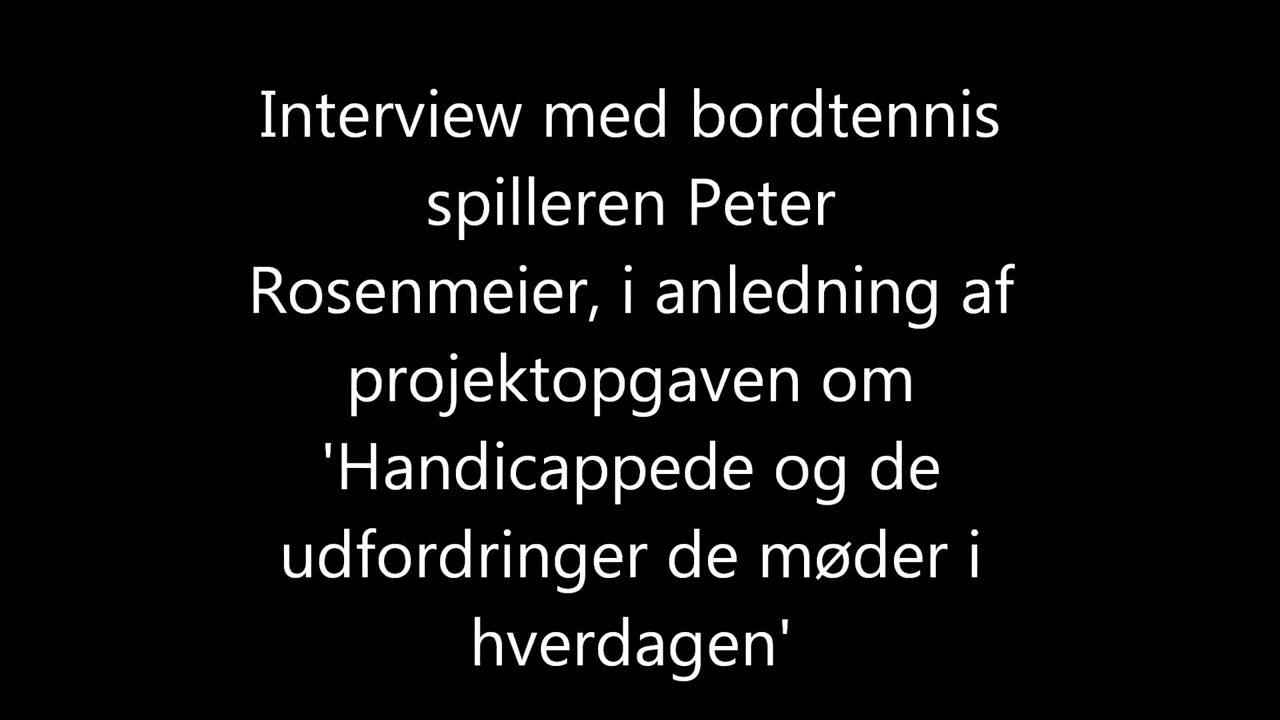 Interview med bordtennis
spilleren Peter
Rosenmeier, i anledning af
projektopgaven om
'Handicappede og de
udfordringer de møder i
hverdagen'